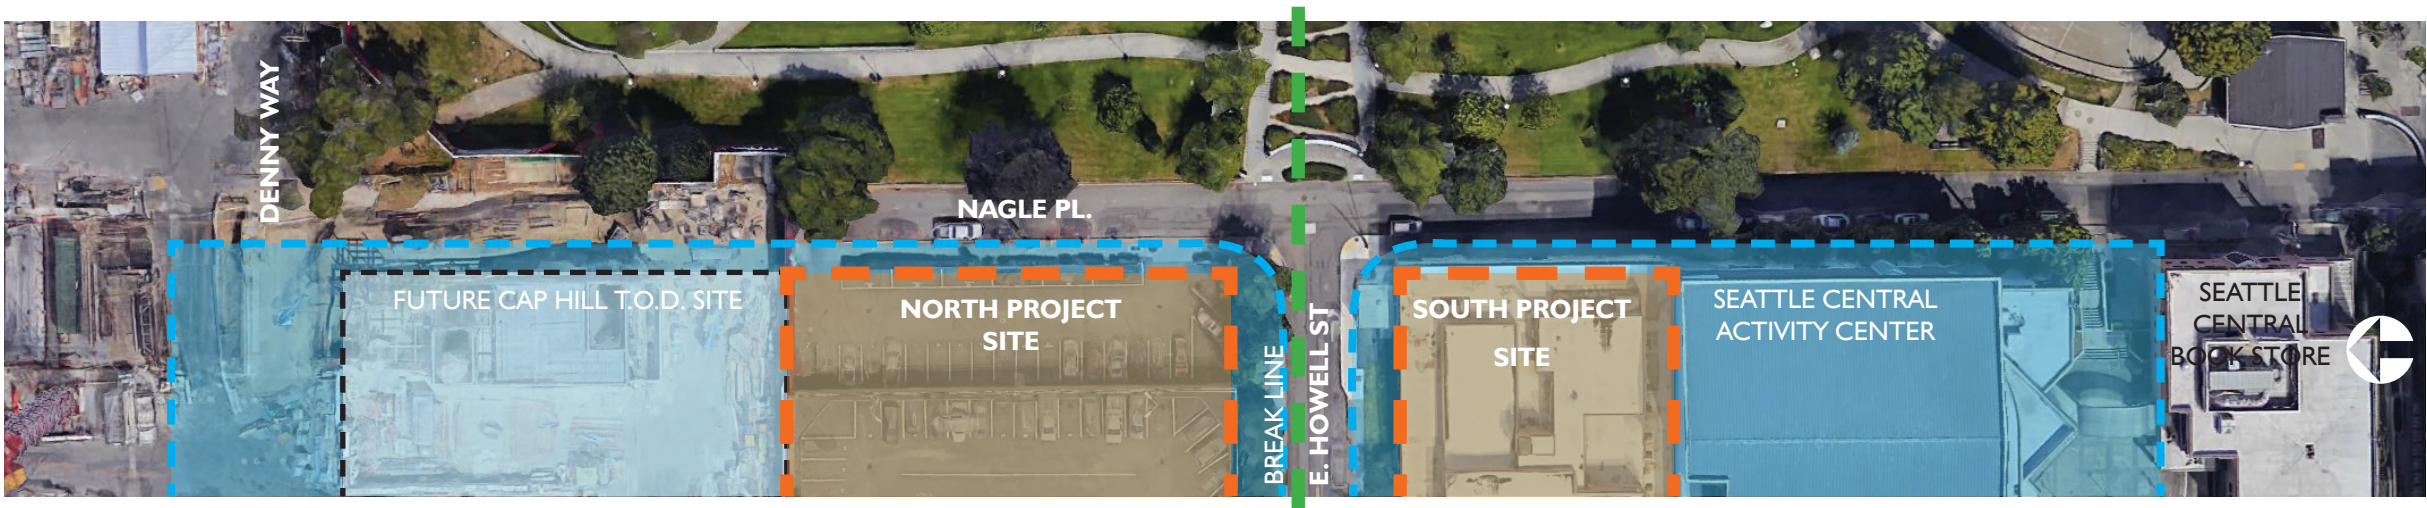 DENNY WAY
NAGLE PL.
FUTURE CAP HILL T.O.D. SITE
NORTH PROJECT
SITE
BREAK LINE
E. HOWELL ST
SOUTH PROJECT
SITE
SEATTLE CENTRAL
ACTIVITY CENTER
SEATTLE
CENTRAL
BOOK STORE